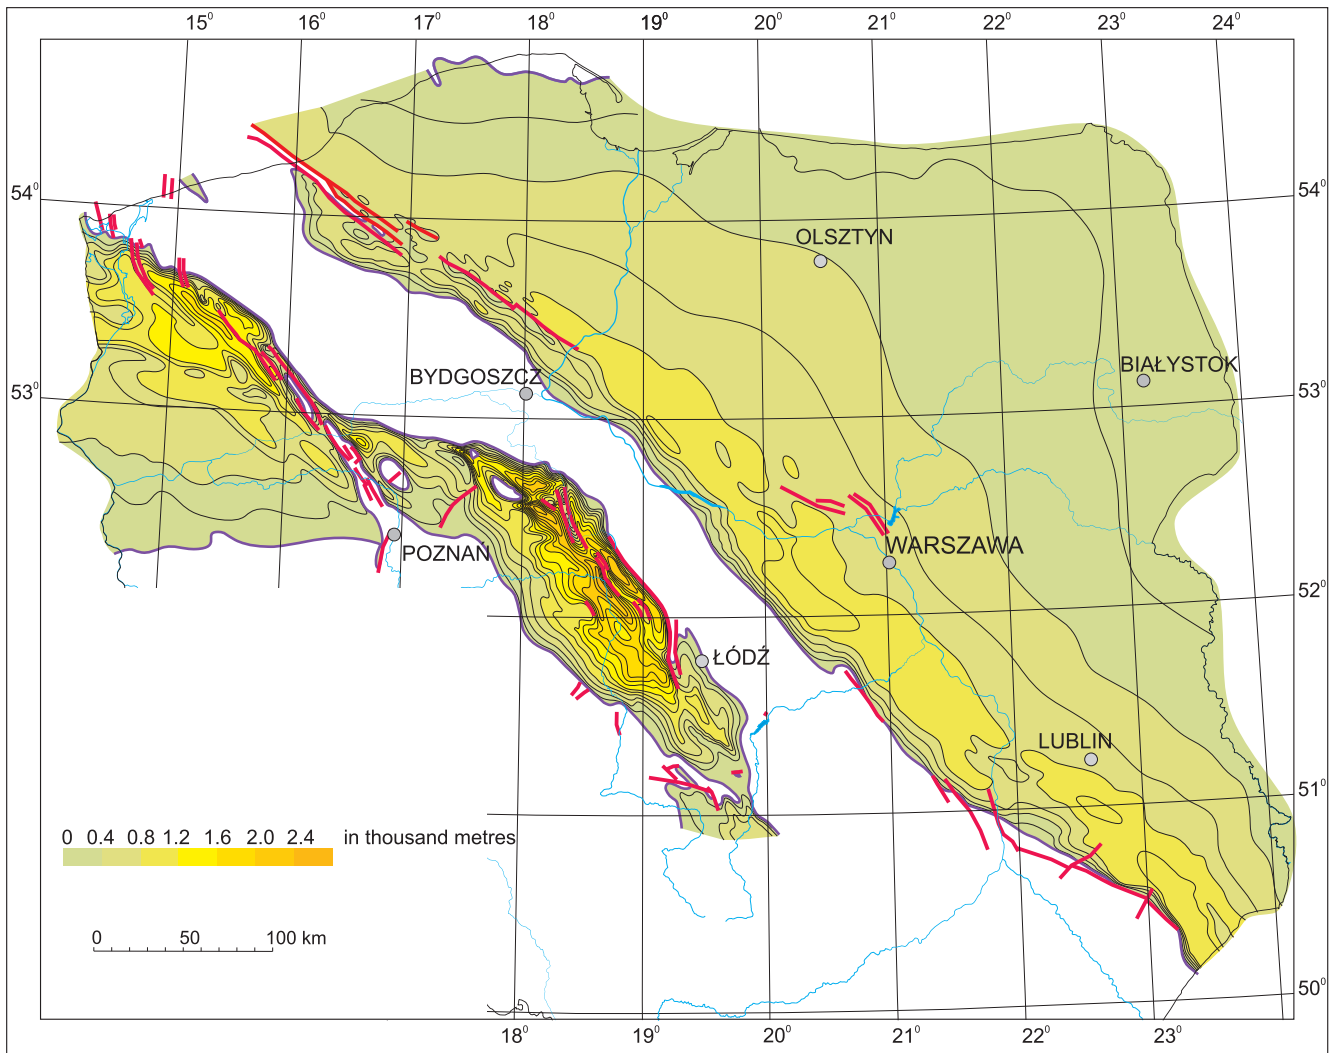 15⁰ 16⁰ 17⁰ 18⁰ 19⁰ 20⁰ 21⁰ 22⁰ 23⁰ 24⁰
54⁰ 54⁰
OLSZTYN
BIAŁYSTOK
53⁰ BYDGOSZCZ 53⁰
WARSZAWA
POZNAŃ
52⁰
ŁÓDŹ
LUBLIN
51⁰
0 0.4 0.8 1.2 1.6 2.0 2.4 in thousand metres
0 50 100 km
50⁰
18⁰ 19⁰ 20⁰ 21⁰ 22⁰ 23⁰